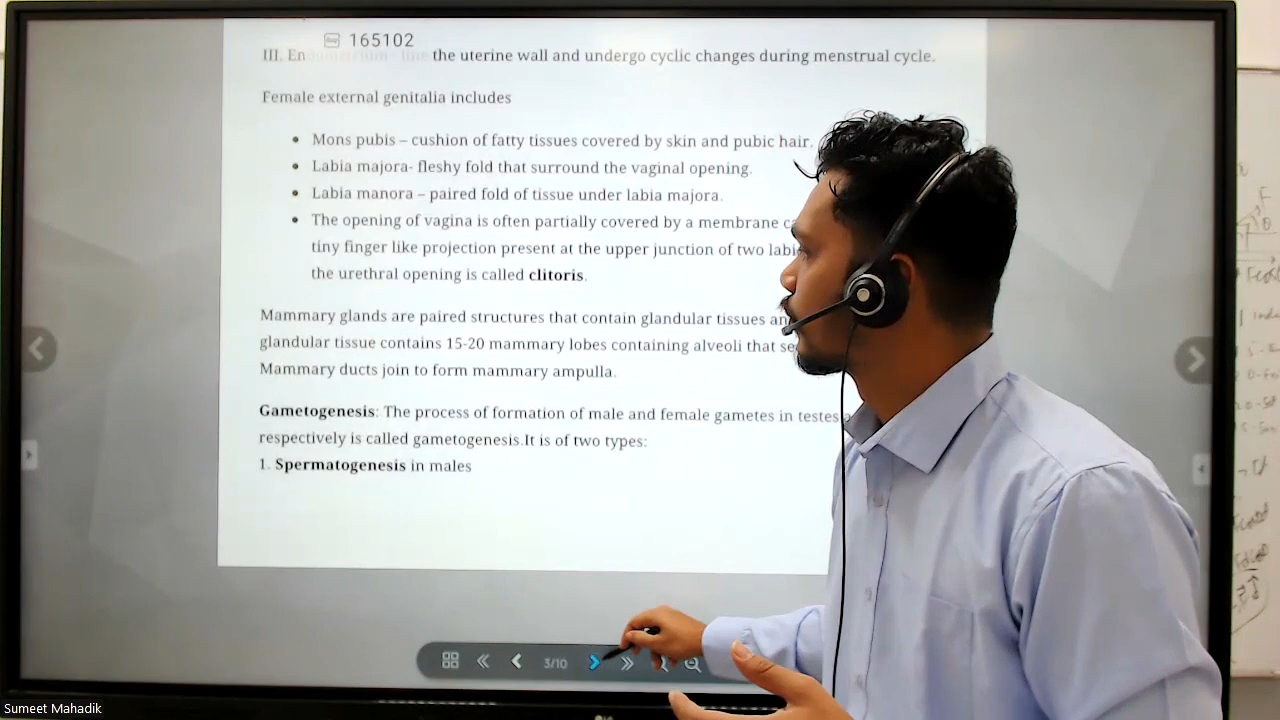 165102
III. En the uterine wall and undergo cyclic changes during menstrual cycle.
Female external genitalia includes
• Mons pubis – cushion of fatty tissues covered by skin and pubic hair.
• Labia majora- fleshy fold that surround the vaginal opening.
• Labia manora – paired fold of tissue under labia majora.
• The opening of vagina is often partially covered by a membrane
tiny finger like projection present at the upper junction of two
the urethral opening is called clitoris.
Mammary glands are paired structures that contain glandular tissues
glandular tissue contains 15-20 mammary lobes containing alveoli that
Mammary ducts join to form mammary ampulla.
Gametogenesis: The process of formation of male and female gametes in testes
respectively is called gametogenesis.It is of two types:
1. Spermatogenesis in males
3/10
Sumeet Mahadik